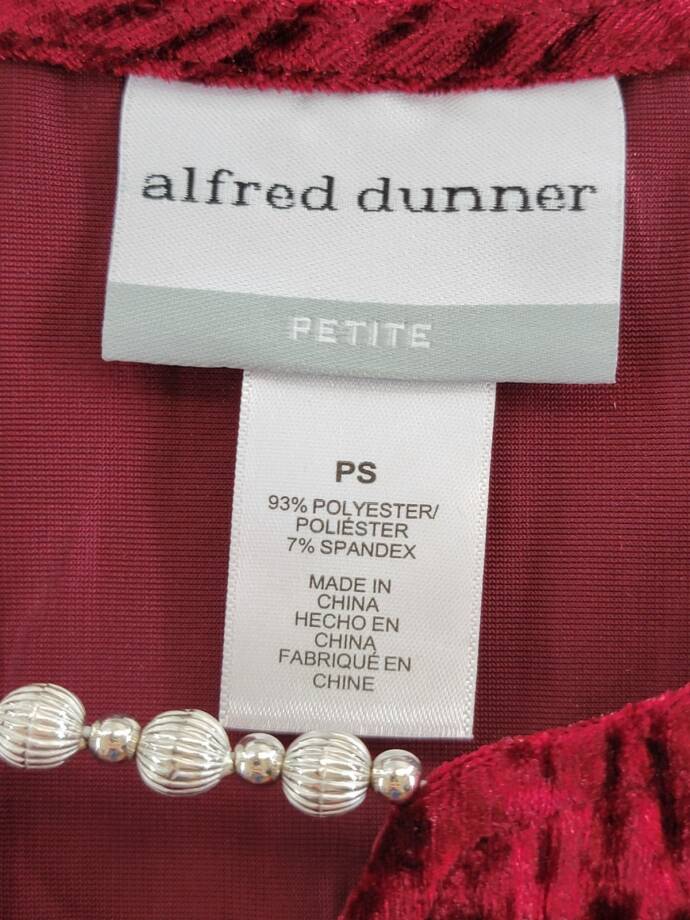 alfred dunner
PETITE
PS
93% POLYESTER/
POLIÉSTER
7% SPANDEX
MADE IN
CHINA
HECHO EN
CHINA
FABRIQUÉ EN
CHINE